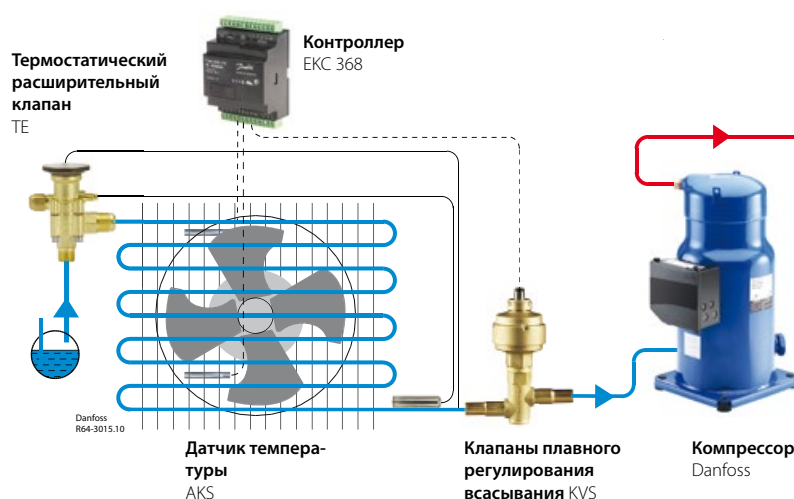 Термостатический
расширительный
клапан
TE
Контроллер
EKC 368
Danfoss
R64-3015.10
Датчик темпера-
туры
AKS
Клапаны плавного
регулирования
всасывания KVS
Компрессор
Danfoss